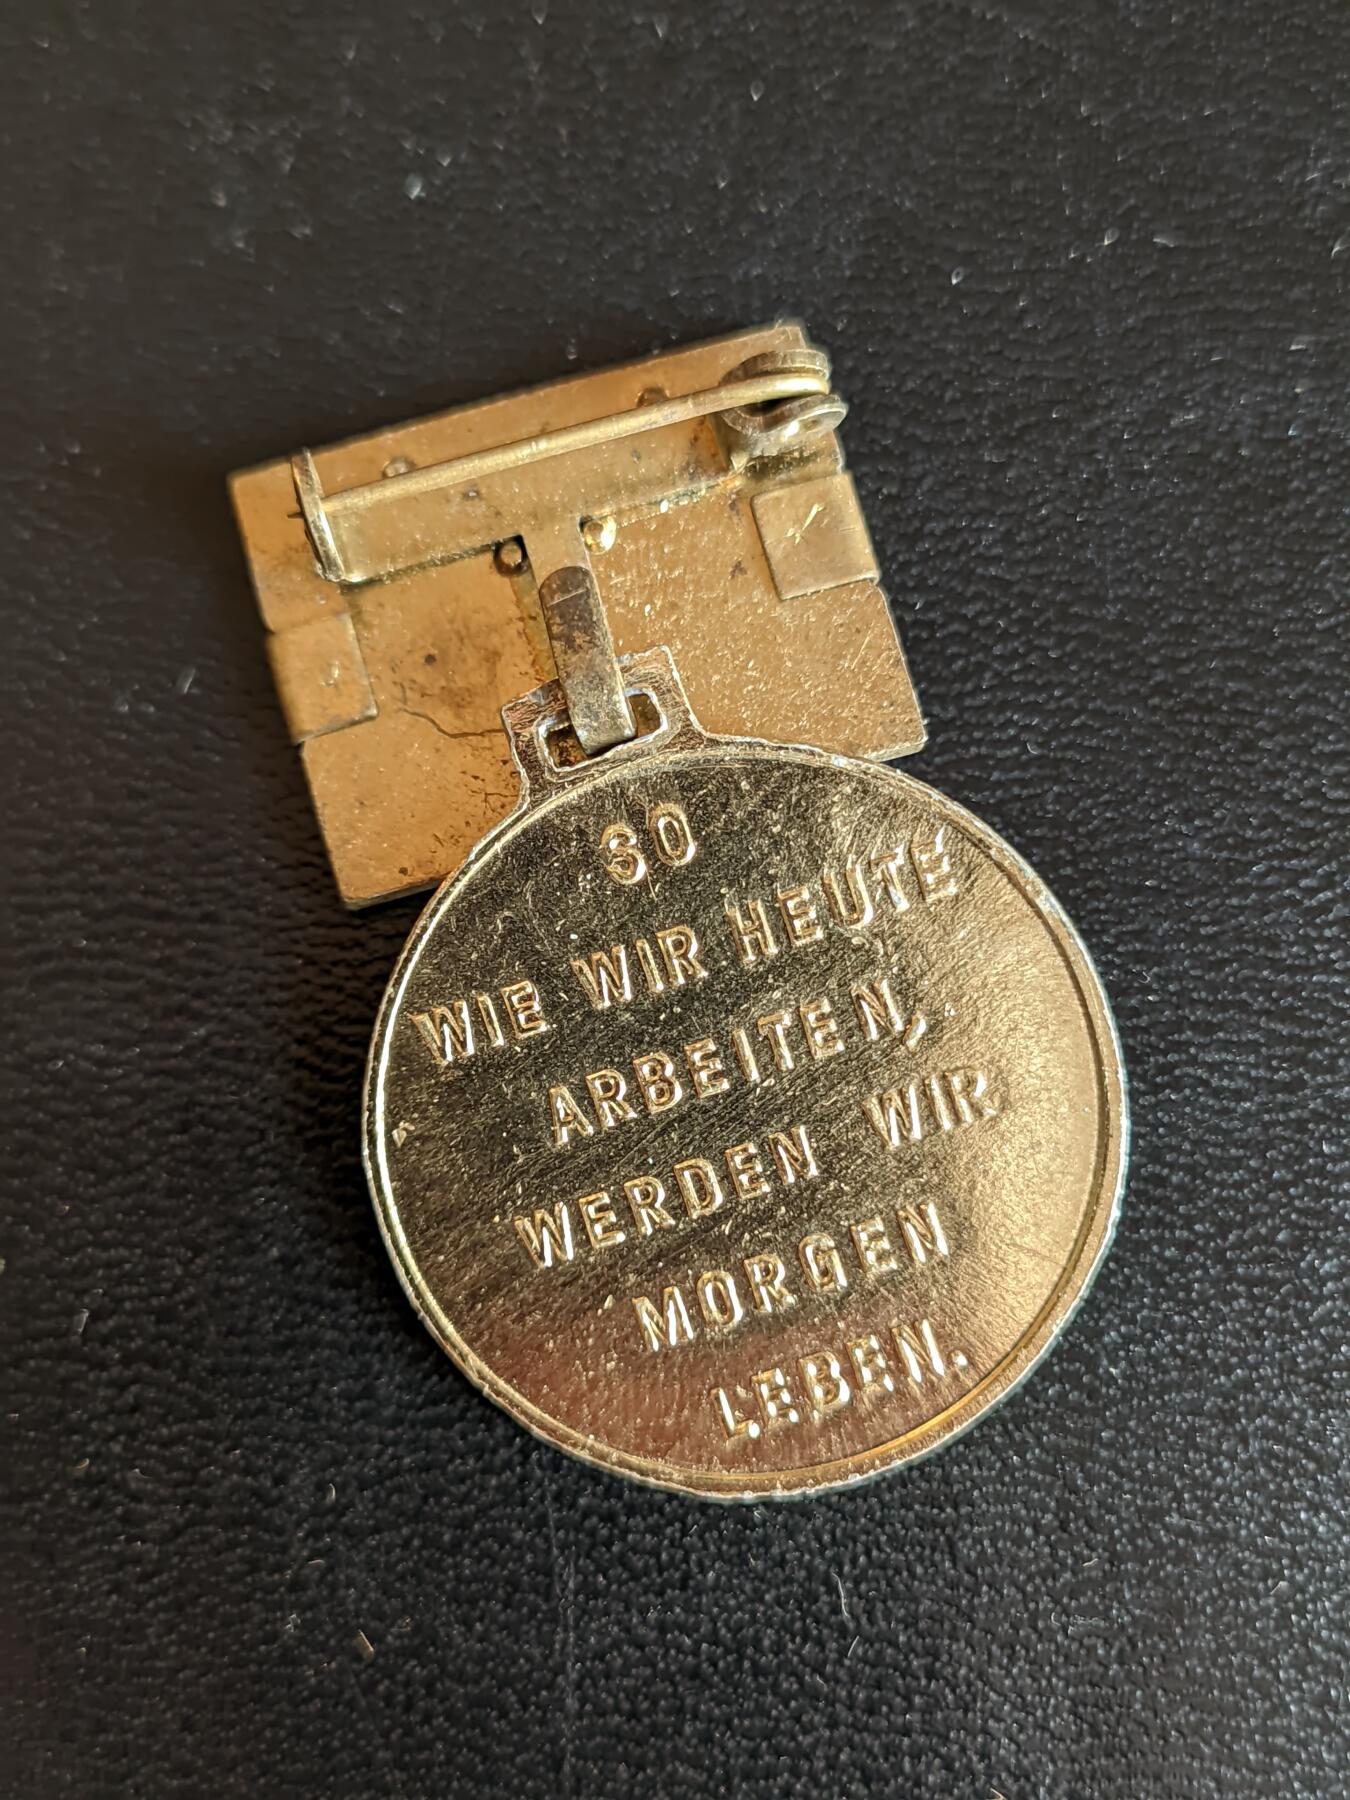 SO
WIE WIR HEUTE
ARBEITEN,
WERDEN WIR
MORGEN
LEBEN.